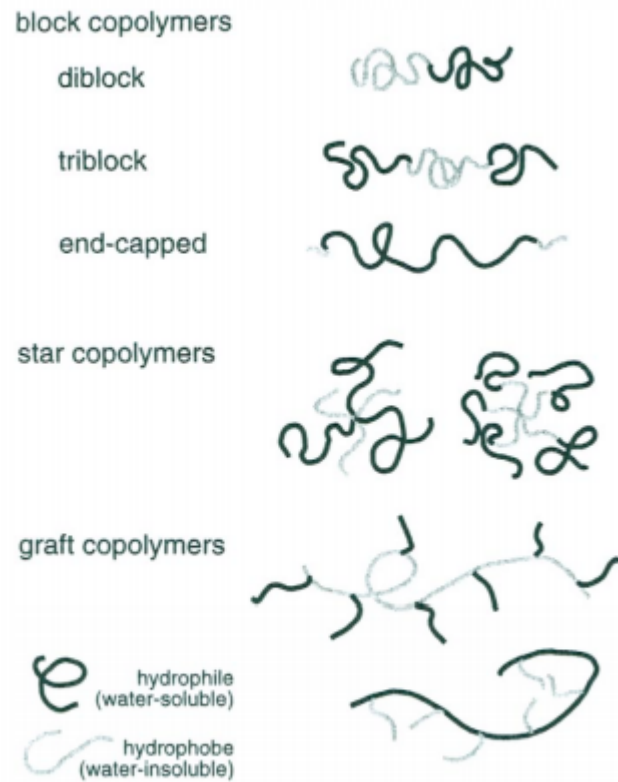 block copolymers
diblock
triblock
end-capped
star copolymers
graft copolymers
hydrophile
(water-soluble)
hydrophobe
(water-insoluble)